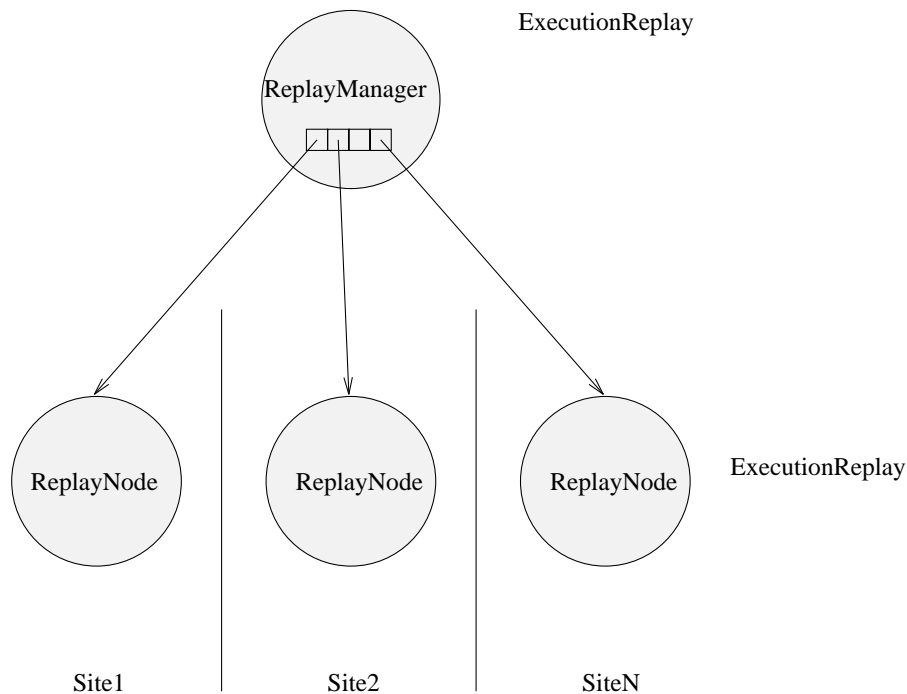 ExecutionReplay
ReplayManager
ReplayNode
ReplayNode
ReplayNode
ExecutionReplay
Site1
Site2
SiteN